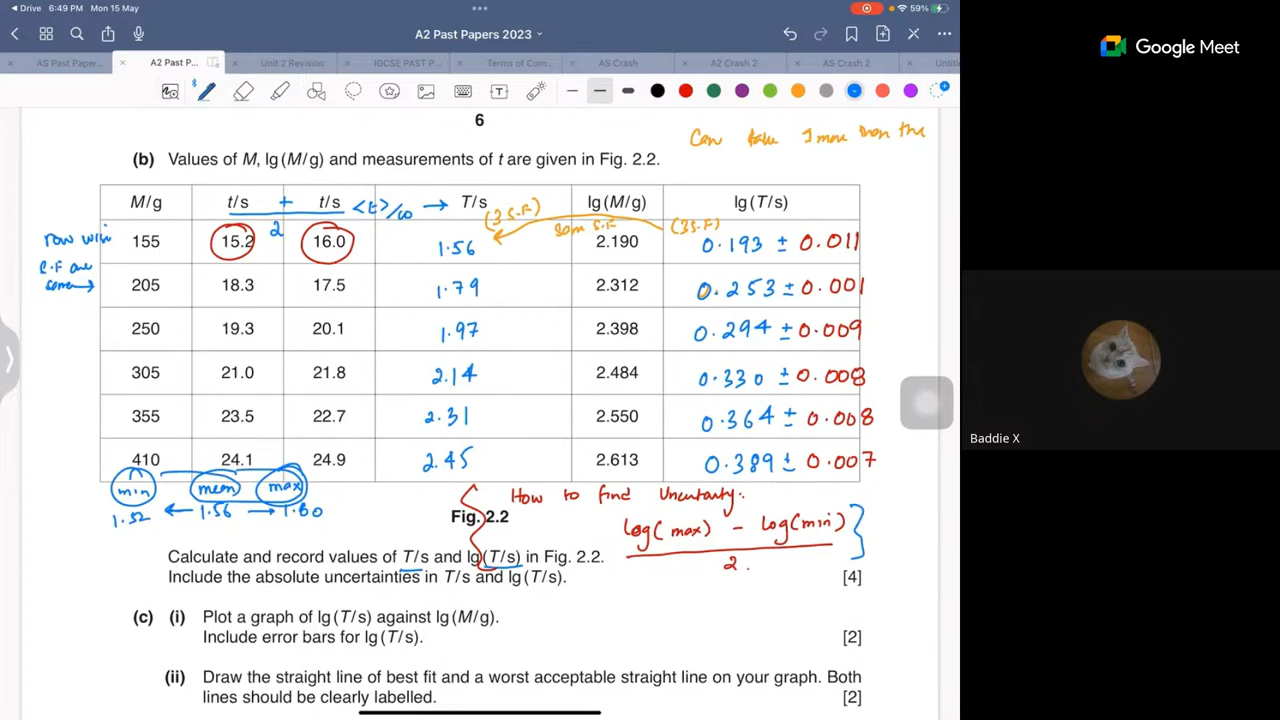 Drive 6:49 PM Mon 15 May 59%
A2 Past Papers 2023
AS Past Paper... A2 Past P... Unit 2 Revision IGCSE PAST P... Terms of Com... AS Crash A2 Crash 2 AS Crash 2 Untitl
Google Meet
6
Can take 1 more than the
(b) Values of M, lg (M/g) and measurements of t are given in Fig. 2.2.
M/g t/s + t/s <t>/10 → T/s lg (M/g) lg (T/s)
2 (3 S.F) Same S.F (3S.F)
row wise 155 15.2 16.0 1.56 2.190 0.193 ± 0.011
S.F are
same → 205 18.3 17.5 1.79 2.312 0.253 ± 0.001
250 19.3 20.1 1.97 2.398 0.294 ± 0.009
305 21.0 21.8 2.14 2.484 0.330 ± 0.008
355 23.5 22.7 2.31 2.550 0.364 ± 0.008
410 24.1 24.9 2.45 2.613 0.389 ± 0.007
Baddie X
min mean max
1.52 ← 1.56 → 1.60
How to find Uncertainty:
Fig. 2.2
log(max) - log(min)
2.
Calculate and record values of T/s and lg (T/s) in Fig. 2.2.
Include the absolute uncertainties in T/s and lg (T/s). [4]
(c) (i) Plot a graph of lg (T/s) against lg (M/g).
Include error bars for lg (T/s). [2]
(ii) Draw the straight line of best fit and a worst acceptable straight line on your graph. Both
lines should be clearly labelled. [2]